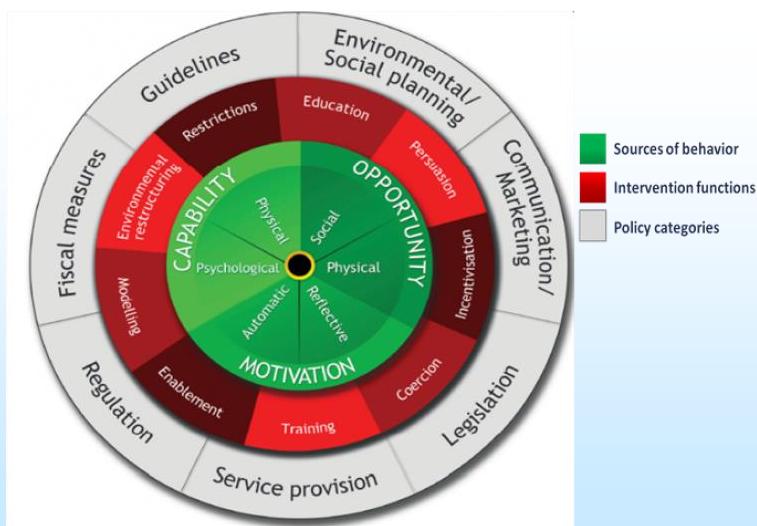 Guidelines
Environmental/
Social planning
Communication/
Marketing
Legislation
Service provision
Regulation
Fiscal measures
Restrictions
Education
Persuasion
Incentivisation
Coercion
Training
Enablement
Modelling
Environmental
restructuring
CAPABILITY
OPPORTUNITY
MOTIVATION
Physical
Social
Psychological
Physical
Automatic
Reflective
Sources of behavior
Intervention functions
Policy categories